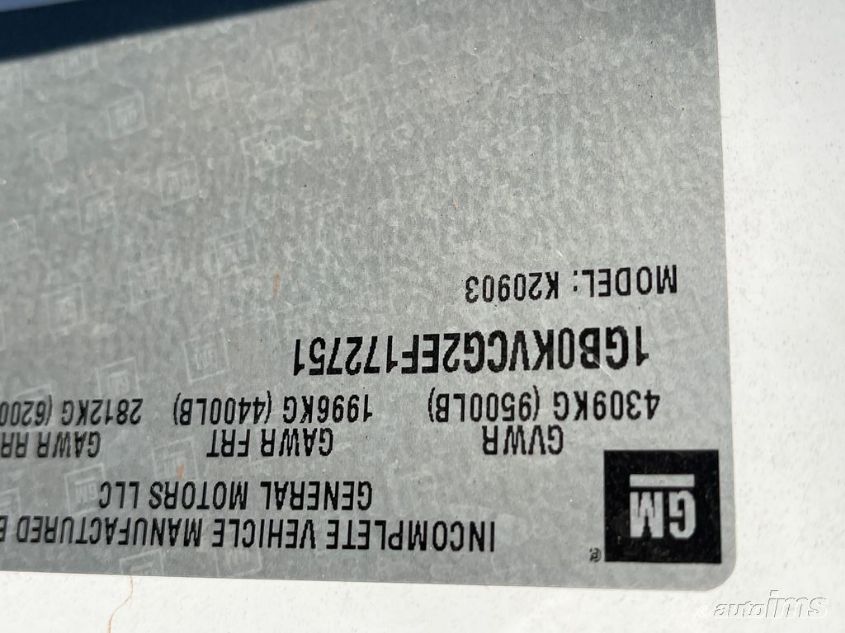 GM
®
INCOMPLETE VEHICLE MANUFACTURED
GENERAL MOTORS LLC
GVWR GAWR FRT GAWR RR
4309KG (9500LB) 1996KG (4400LB) 2812KG (6200
1GB0KVCG2EF172751
MODEL: K20903
autoims